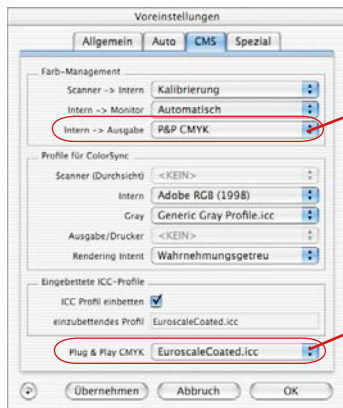 Voreinstellungen
Allgemein Auto CMS Spezial
Farb-Management
Scanner -> Intern Kalibrierung
Intern -> Monitor Automatisch
Intern -> Ausgabe P&P CMYK
Profile für ColorSync
Scanner (Durchsicht) <KEIN>
Intern Adobe RGB (1998)
Gray Generic Gray Profile.icc
Ausgabe/Drucker <KEIN>
Rendering Intent Wahrnehmungsgetreu
Eingebettete ICC-Profile
ICC Profil einbetten
einzubettendes Profil EuroscaleCoated.icc
Plug & Play CMYK EuroscaleCoated.icc
Übernehmen Abbruch OK